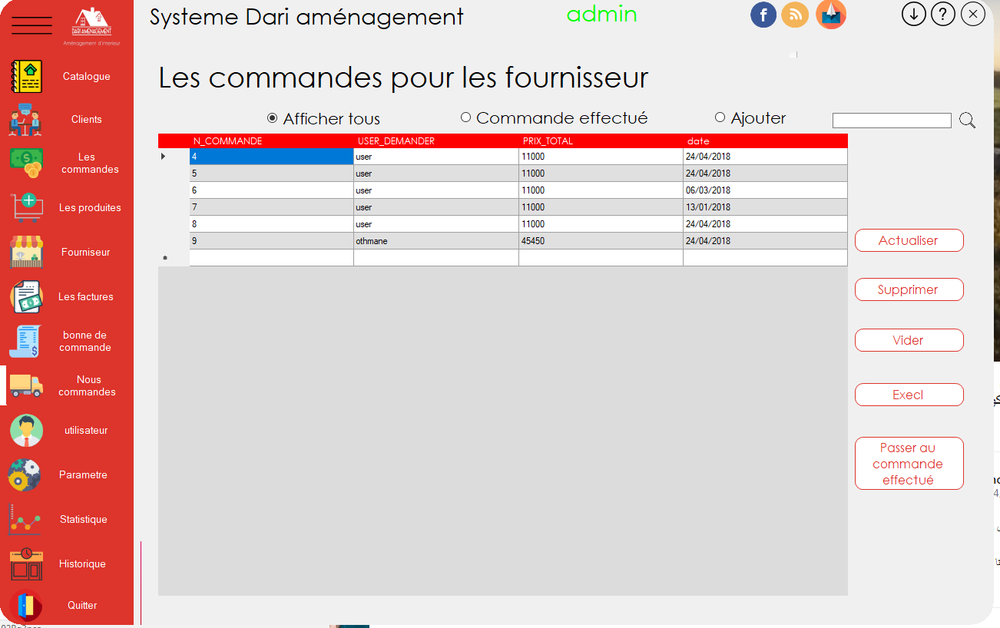 DARI AMENAGEMENT
Aménagement d'interieur
Systeme Dari aménagement
admin
Catalogue
Clients
Les
commandes
Les produites
Fourniseur
Les factures
bonne de
commande
Nous
commandes
utilisateur
Parametre
Statistique
Historique
Quitter
Les commandes pour les fournisseur
Afficher tous
Commande effectué
Ajouter
N_COMMANDE USER_DEMANDER PRIX_TOTAL date
4 user 11000 24/04/2018
5 user 11000 24/04/2018
6 user 11000 06/03/2018
7 user 11000 13/01/2018
8 user 11000 24/04/2018
9 othmane 45450 24/04/2018
Actualiser
Supprimer
Vider
Execl
Passer au
commande
effectué